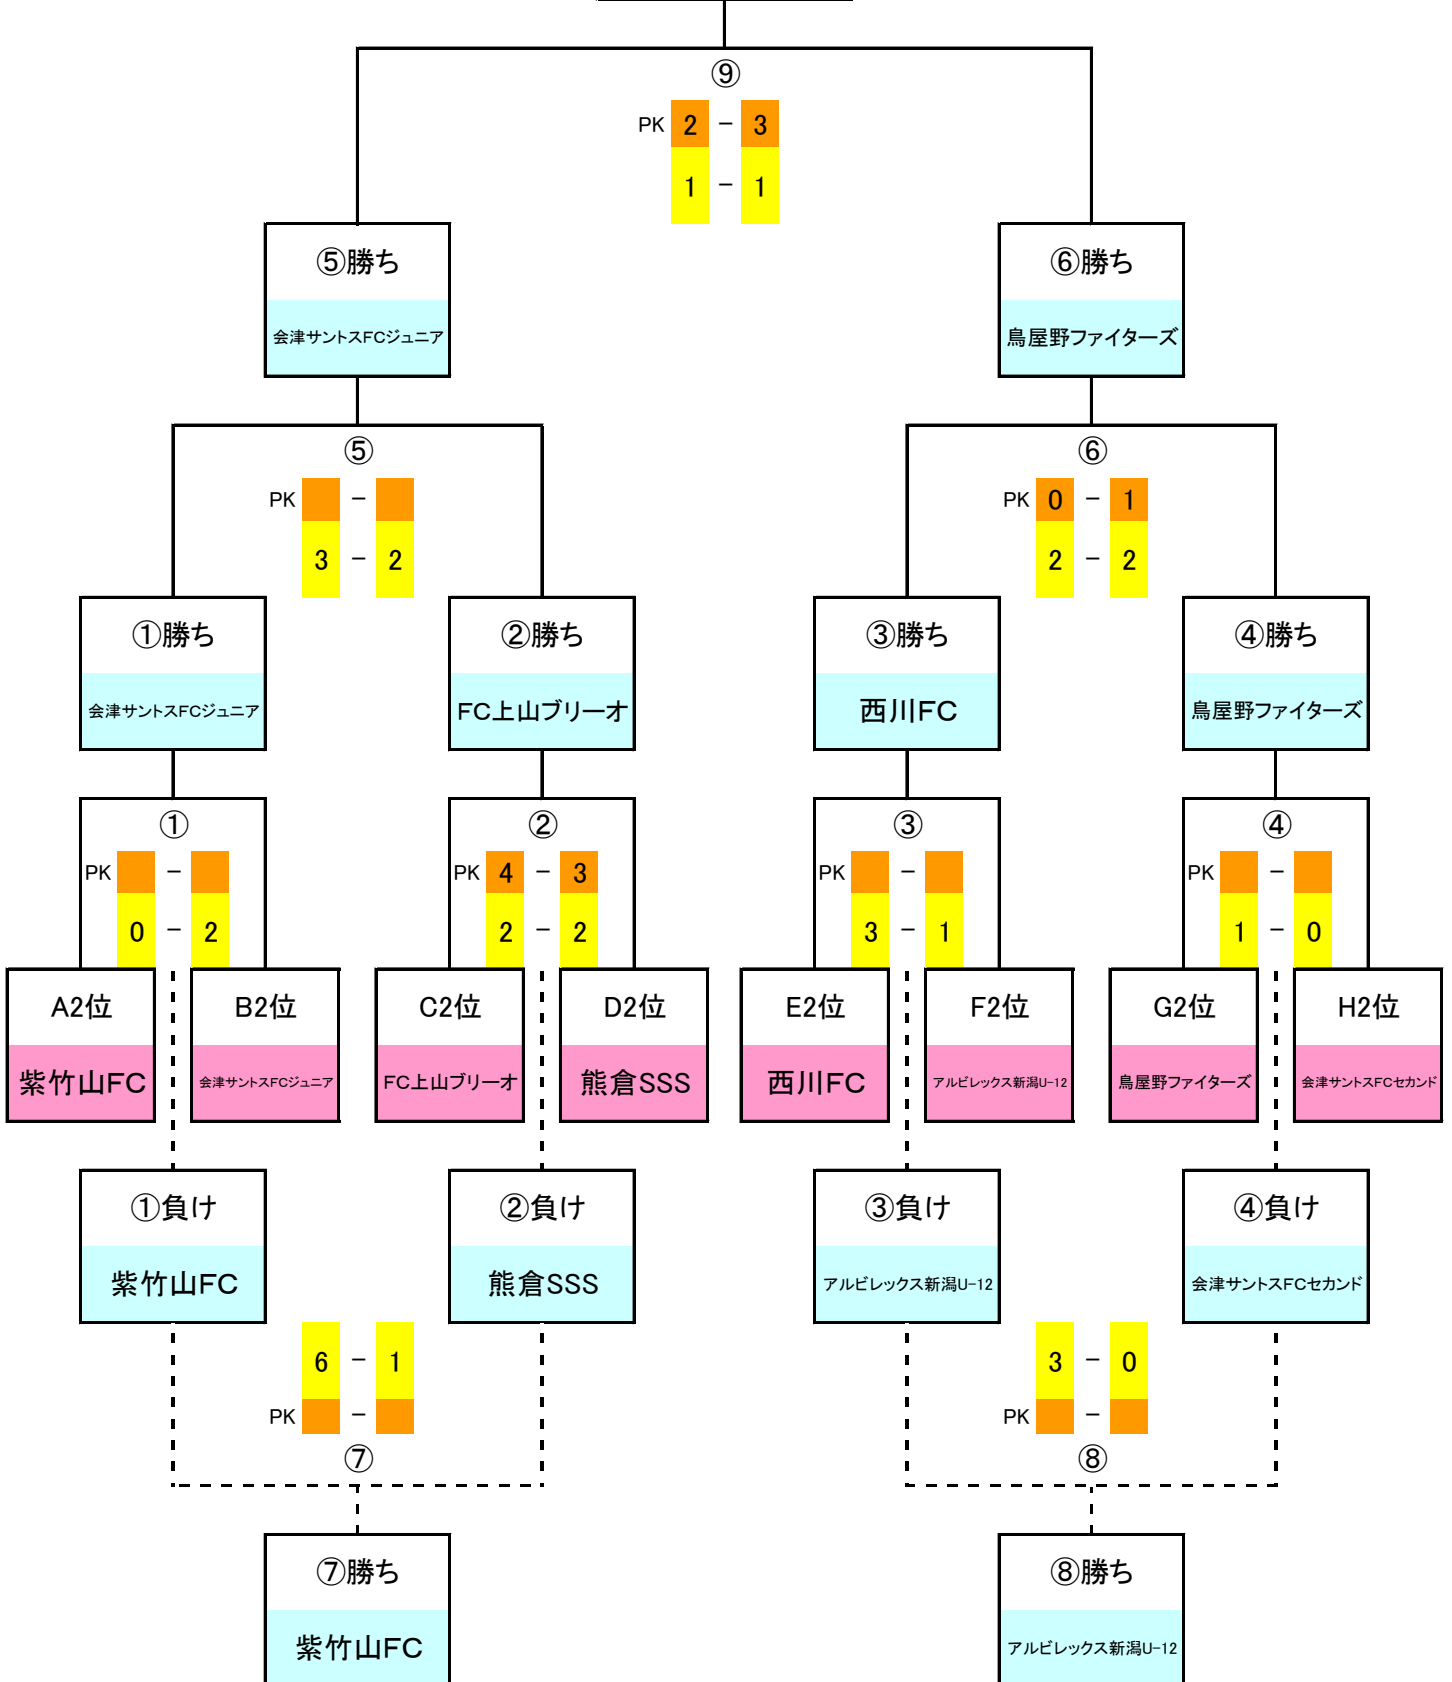 ⑨
PK 2 - 3
1 - 1
⑤勝ち ⑥勝ち
会津サントスFCジュニア 鳥屋野ファイターズ
⑤ ⑥
PK - PK 0 - 1
3 - 2 2 - 2
①勝ち ②勝ち ③勝ち ④勝ち
会津サントスFCジュニア FC上山ブリーオ 西川FC 鳥屋野ファイターズ
① ② ③ ④
PK - PK 4 - 3 PK - PK -
0 - 2 2 - 2 3 - 1 1 - 0
A2位 B2位 C2位 D2位 E2位 F2位 G2位 H2位
紫竹山FC 会津サントスFCジュニア FC上山ブリーオ 熊倉SSS 西川FC アルビレックス新潟U-12 鳥屋野ファイターズ 会津サントスFCセカンド
①負け ②負け ③負け ④負け
紫竹山FC 熊倉SSS アルビレックス新潟U-12 会津サントスFCセカンド
6 - 1 3 - 0
PK - PK -
⑦ ⑧
⑦勝ち ⑧勝ち
紫竹山FC アルビレックス新潟U-12